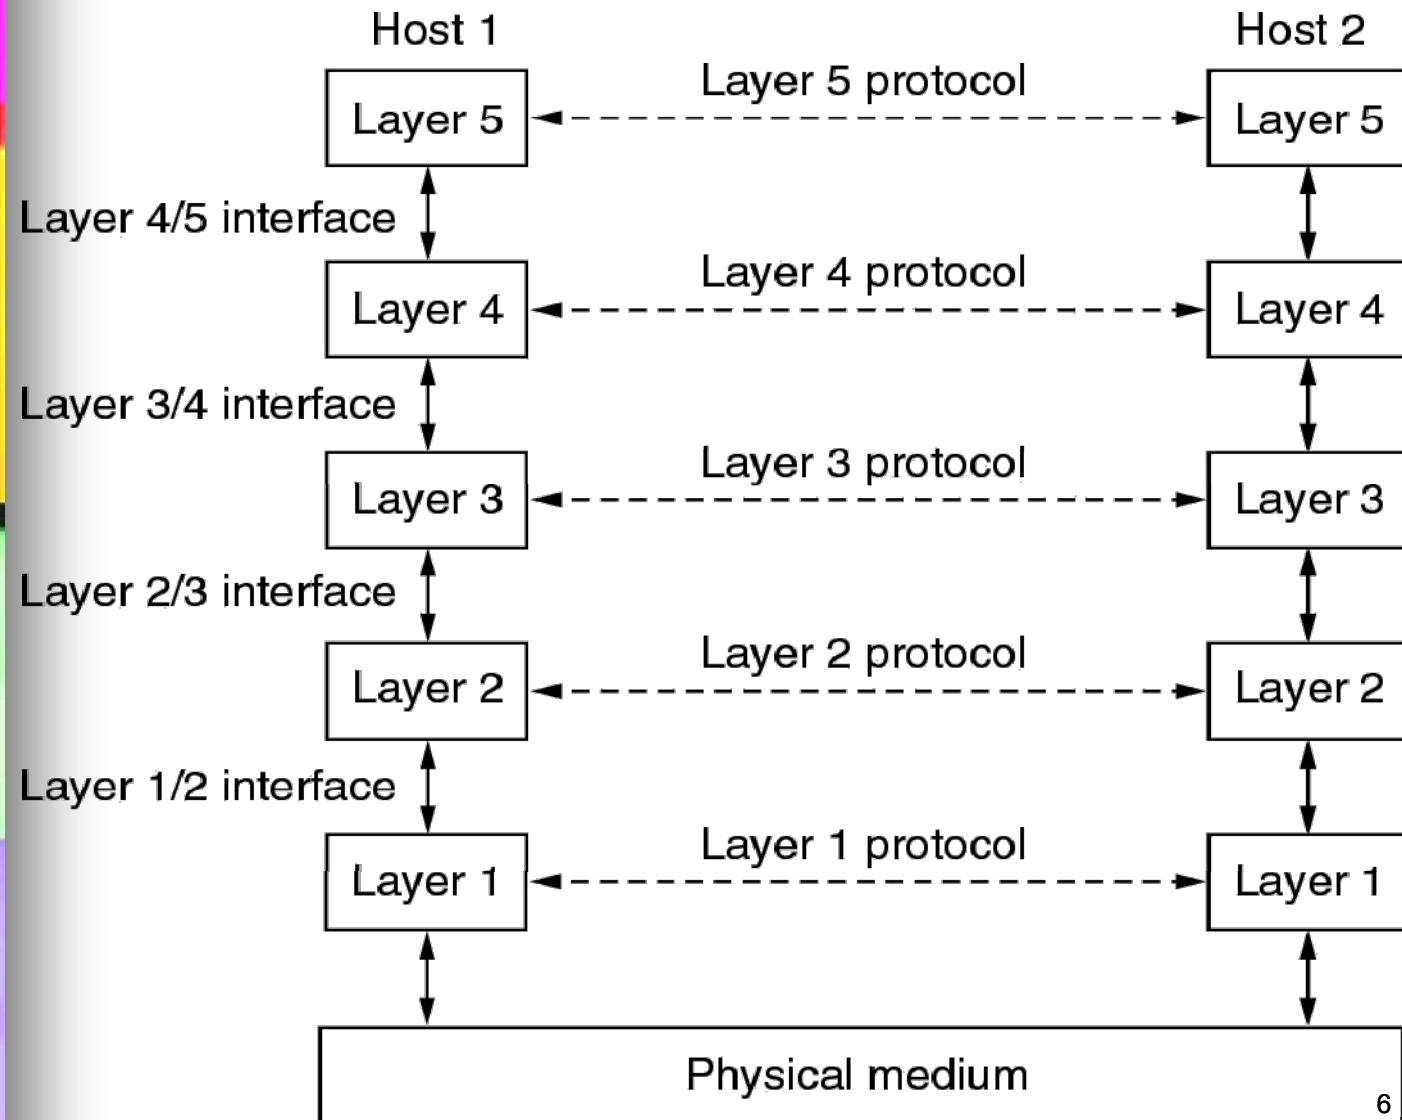 Host 1
Host 2
Layer 5 protocol
Layer 5
Layer 5
Layer 4/5 interface
Layer 4 protocol
Layer 4
Layer 4
Layer 3/4 interface
Layer 3 protocol
Layer 3
Layer 3
Layer 2/3 interface
Layer 2 protocol
Layer 2
Layer 2
Layer 1/2 interface
Layer 1 protocol
Layer 1
Layer 1
Physical medium
6